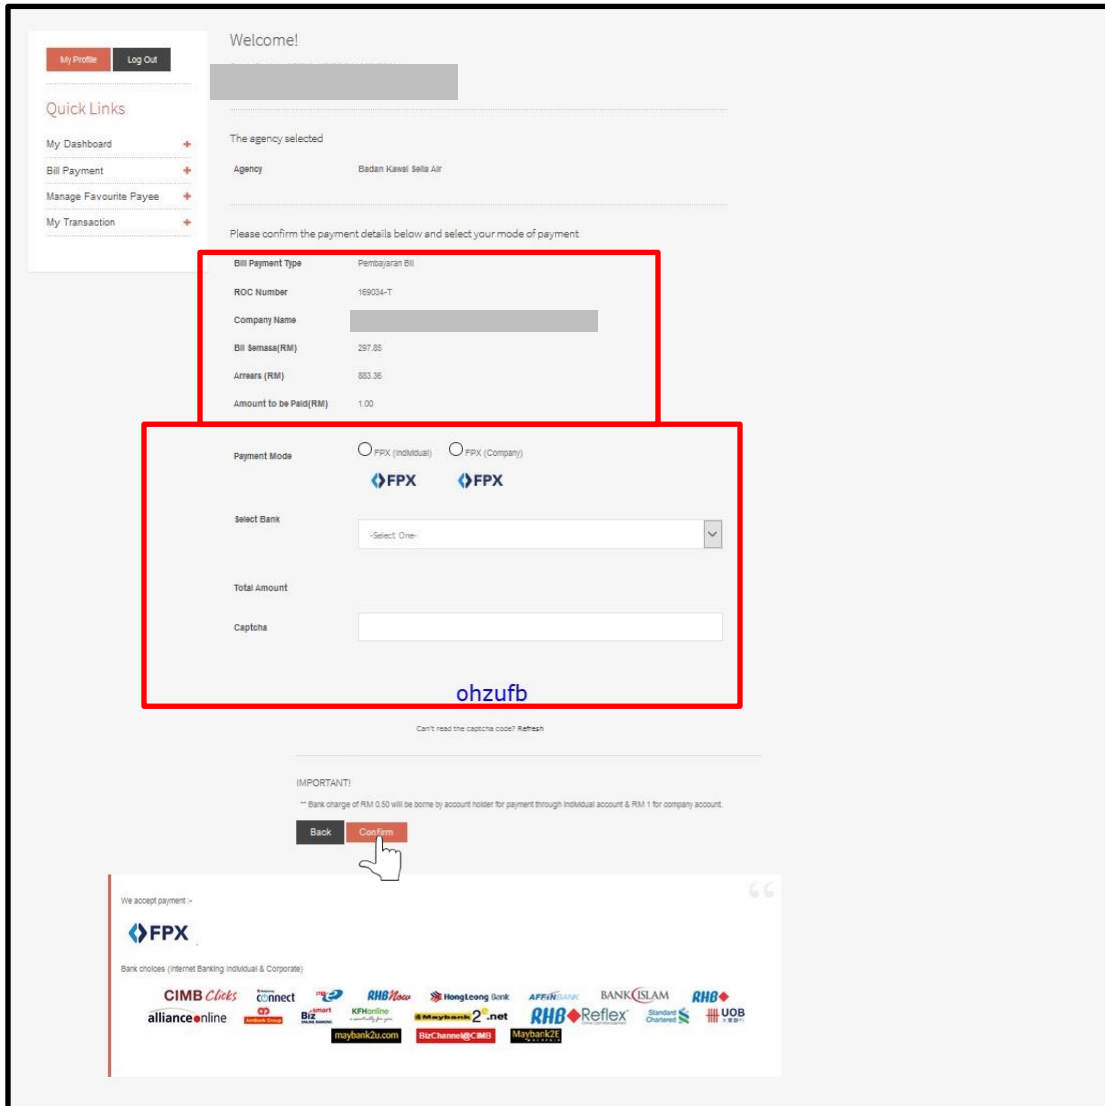 Welcome!
My Profile Log Out
Quick Links
My Dashboard +
Bill Payment +
Manage Favourite Payee +
My Transaction +
The agency selected
Agency Badan Kawal Selia Air
Please confirm the payment details below and select your mode of payment
Bill Payment Type Pembayaran Bil
ROC Number 169034-T
Company Name
Bil Semasa(RM) 297.85
Arrears (RM) 883.36
Amount to be Paid(RM) 1.00
Payment Mode FPX (Individual) FPX (Company)
FPX FPX
Select Bank -Select One-
Total Amount
Captcha
ohzufb
Can't read the captcha code? Refresh
IMPORTANT!
** Bank charge of RM 0.50 will be borne by account holder for payment through individual account & RM 1 for company account.
Back Confirm
We accept payment :-
FPX
Bank choices (Internet Banking Individual & Corporate)
CIMB Clicks connect RHB Now HongLeong Bank AFFINBANK BANK ISLAM RHB
alliance online AmBank Group Bizsmart KFHonline Maybank2e.net RHB Reflex Standard Chartered UOB
maybank2u.com BizChannel@CIMB Maybank2E